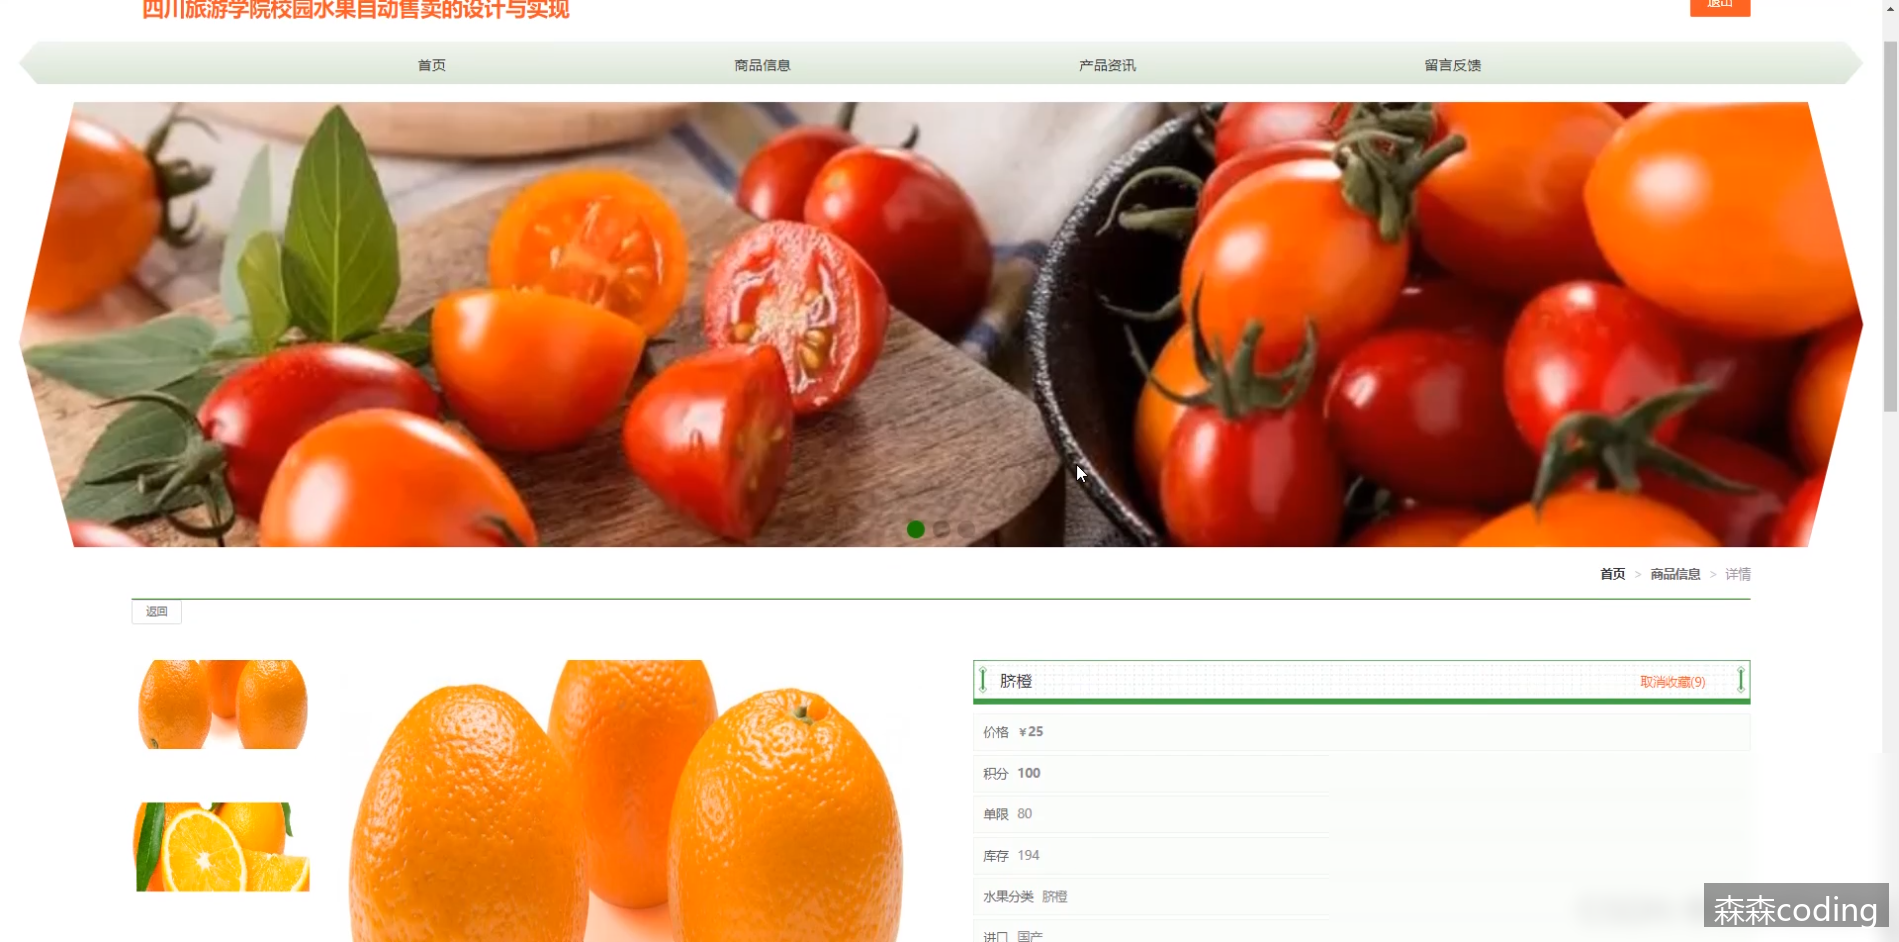 四川旅游学院校园水果自动售卖的设计与实现
退出
首页 商品信息 产品资讯 留言反馈
首页 > 商品信息 > 详情
返回
脐橙 取消收藏(9)
价格 ¥25
积分 100
单限 80
库存 194
水果分类 脐橙
进口 国产
森森coding